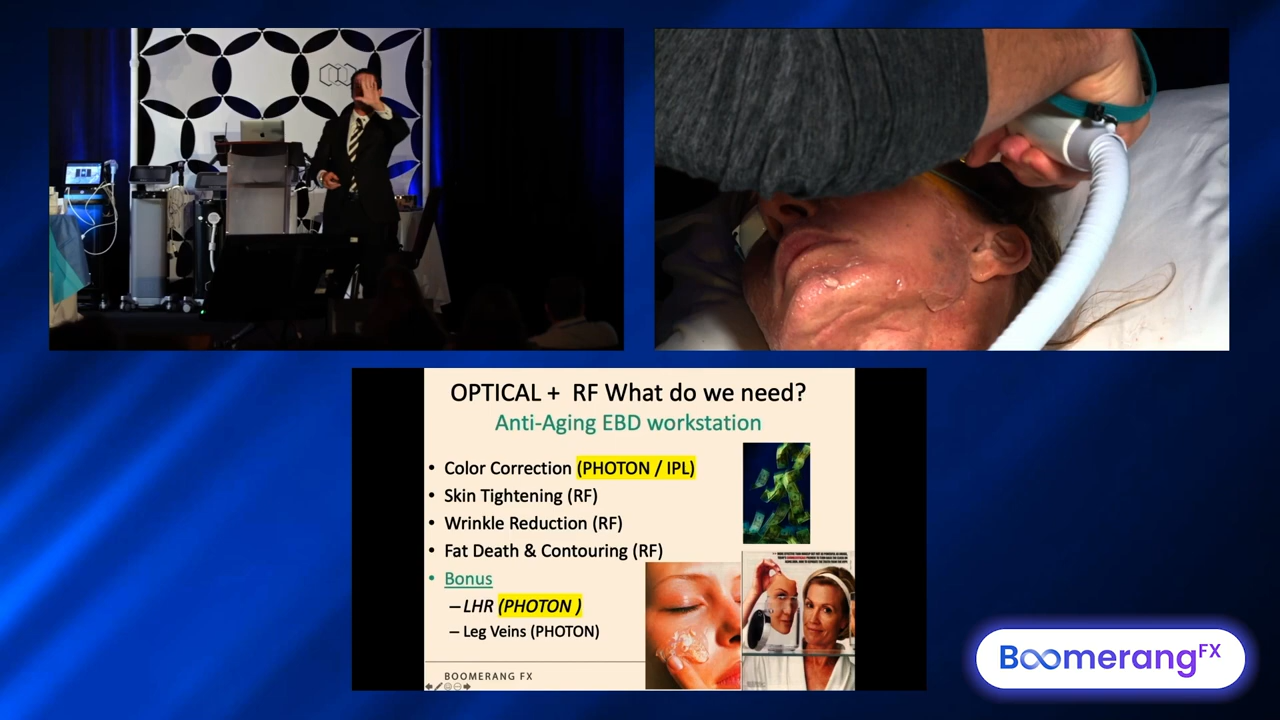 OPTICAL + RF What do we need?
Anti-Aging EBD workstation
• Color Correction (PHOTON / IPL)
• Skin Tightening (RF)
• Wrinkle Reduction (RF)
• Fat Death & Contouring (RF)
• Bonus
– LHR (PHOTON )
– Leg Veins (PHOTON)
BOOMERANG FX
BoomerangFX